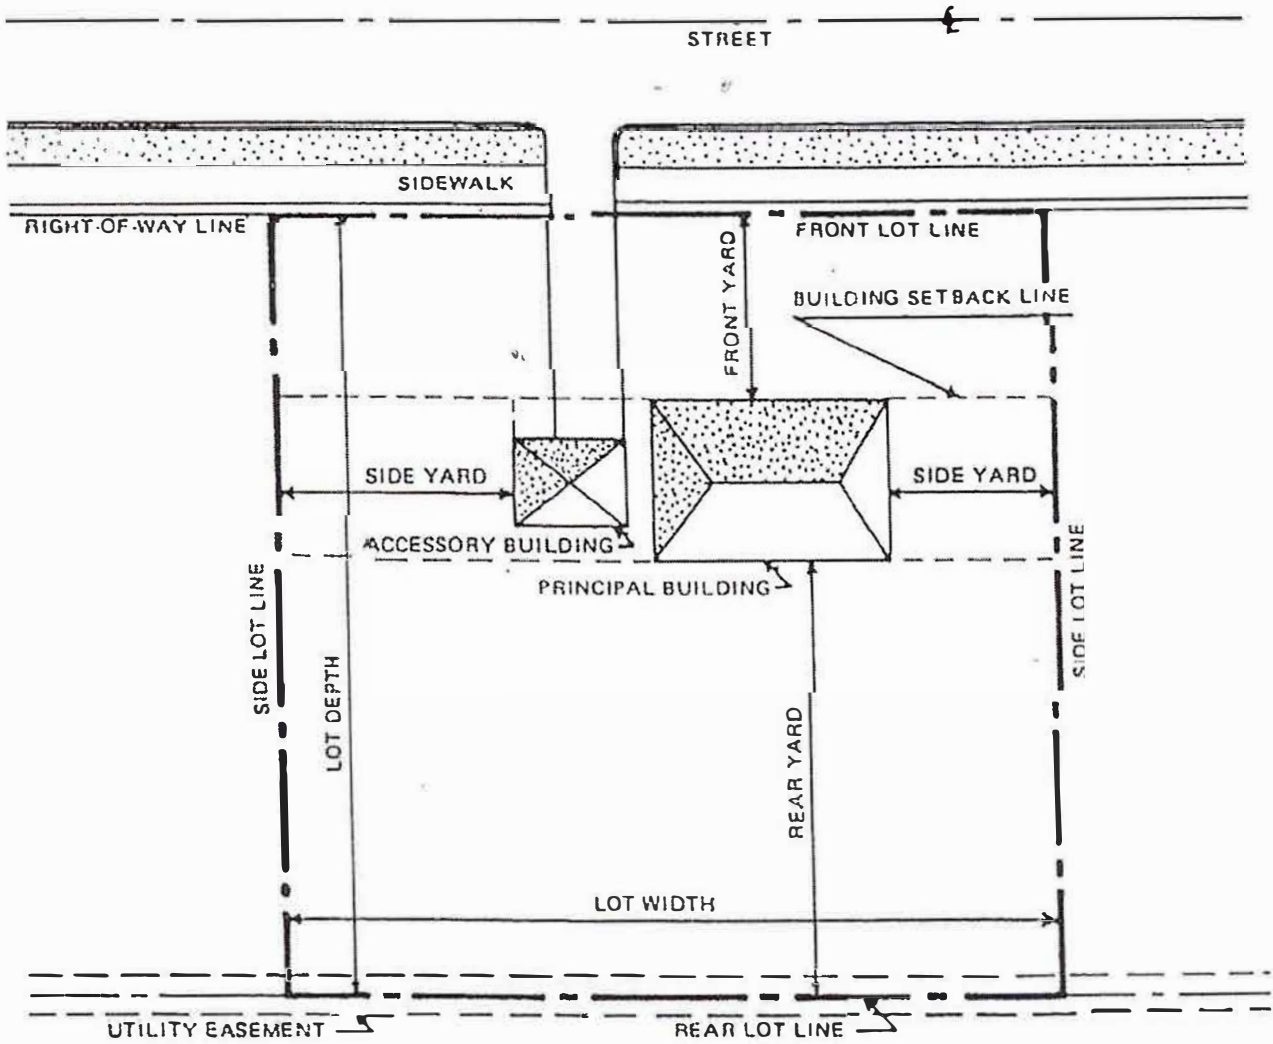 ℄
STREET
SIDEWALK
RIGHT-OF-WAY LINE
FRONT LOT LINE
FRONT YARD
BUILDING SETBACK LINE
SIDE YARD
SIDE YARD
ACCESSORY BUILDING
PRINCIPAL BUILDING
SIDE LOT LINE
SIDE LOT LINE
LOT DEPTH
REAR YARD
LOT WIDTH
UTILITY EASEMENT
REAR LOT LINE